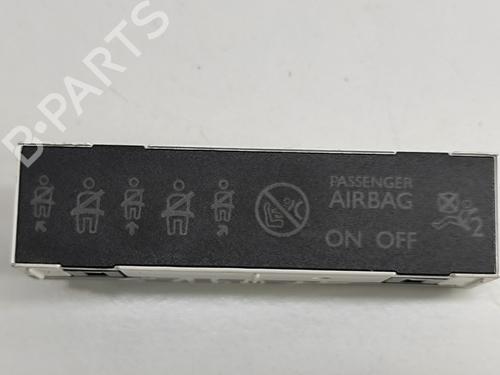 B·PARTS
PASSENGER
AIRBAG
ON OFF
2